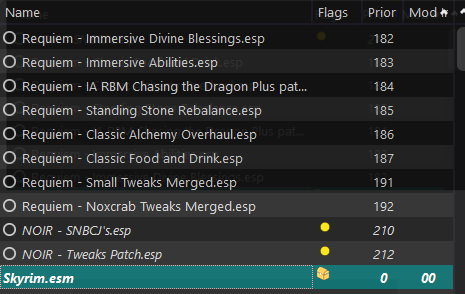 Name Flags Prior Mod
Requiem - Immersive Divine Blessings.esp 182
Requiem - Immersive Abilities.esp 183
Requiem - IA RBM Chasing the Dragon Plus pat... 184
Requiem - Standing Stone Rebalance.esp 185
Requiem - Classic Alchemy Overhaul.esp 186
Requiem - Classic Food and Drink.esp 187
Requiem - Small Tweaks Merged.esp 191
Requiem - Noxcrab Tweaks Merged.esp 192
NOIR - SNBCJ's.esp 210
NOIR - Tweaks Patch.esp 212
Skyrim.esm 0 00